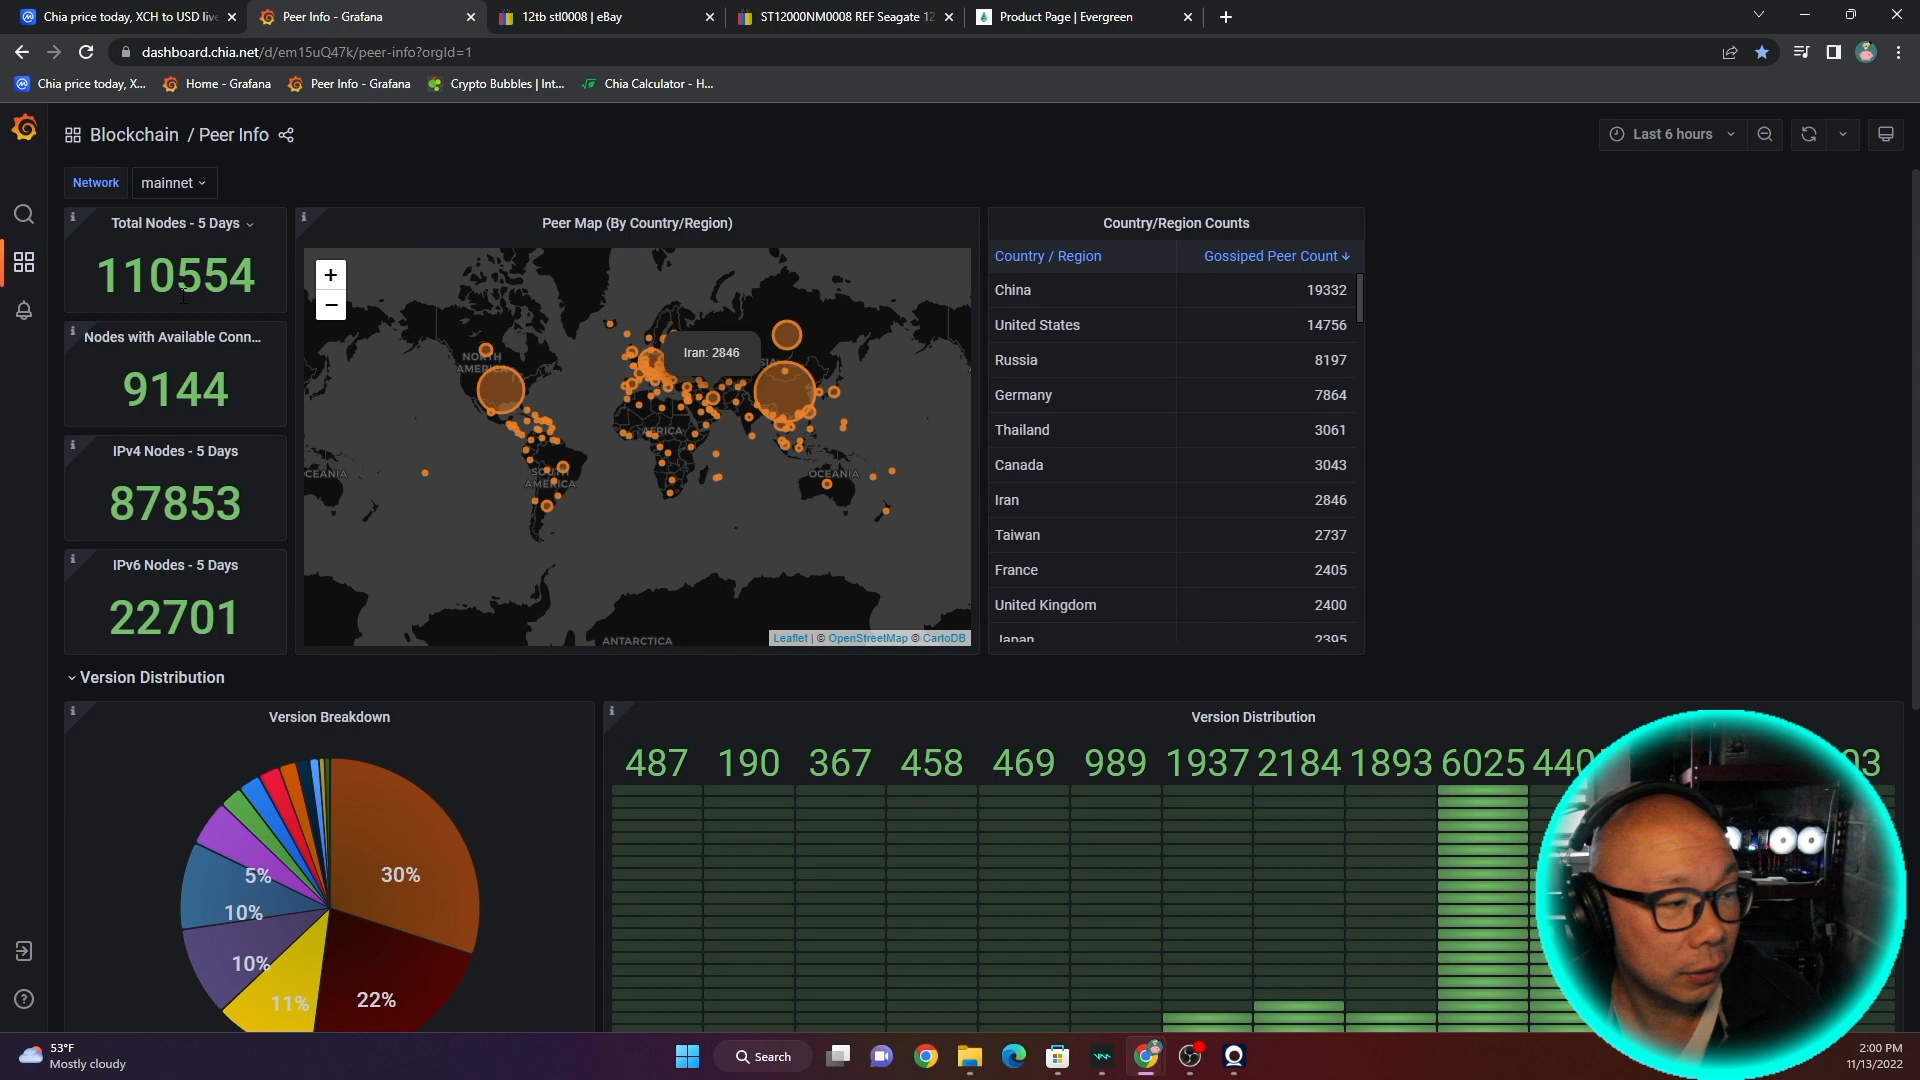 Chia price today, XCH to USD live
Peer Info - Grafana
12tb stl0008 | eBay
ST12000NM0008 REF Seagate 12
Product Page | Evergreen
dashboard.chia.net/d/em15uQ47k/peer-info?orgId=1
Chia price today, X...
Home - Grafana
Peer Info - Grafana
Crypto Bubbles | Int...
Chia Calculator - H...
Blockchain / Peer Info
Last 6 hours
Network
mainnet
Total Nodes - 5 Days
110554
Nodes with Available Conn...
9144
IPv4 Nodes - 5 Days
87853
IPv6 Nodes - 5 Days
22701
Peer Map (By Country/Region)
+
−
NORTH
AMERICA
Iran: 2846
AFRICA
SOUTH
AMERICA
OCEANIA
CEANIA
ANTARCTICA
Leaflet | © OpenStreetMap © CartoDB
Country/Region Counts
Country / Region Gossiped Peer Count
China 19332
United States 14756
Russia 8197
Germany 7864
Thailand 3061
Canada 3043
Iran 2846
Taiwan 2737
France 2405
United Kingdom 2400
Japan 2395
Version Distribution
Version Breakdown
30%
5%
10%
10%
11%
22%
Version Distribution
487 190 367 458 469 989 1937 2184 1893 6025
53°F
Mostly cloudy
Search
2:00 PM
11/13/2022